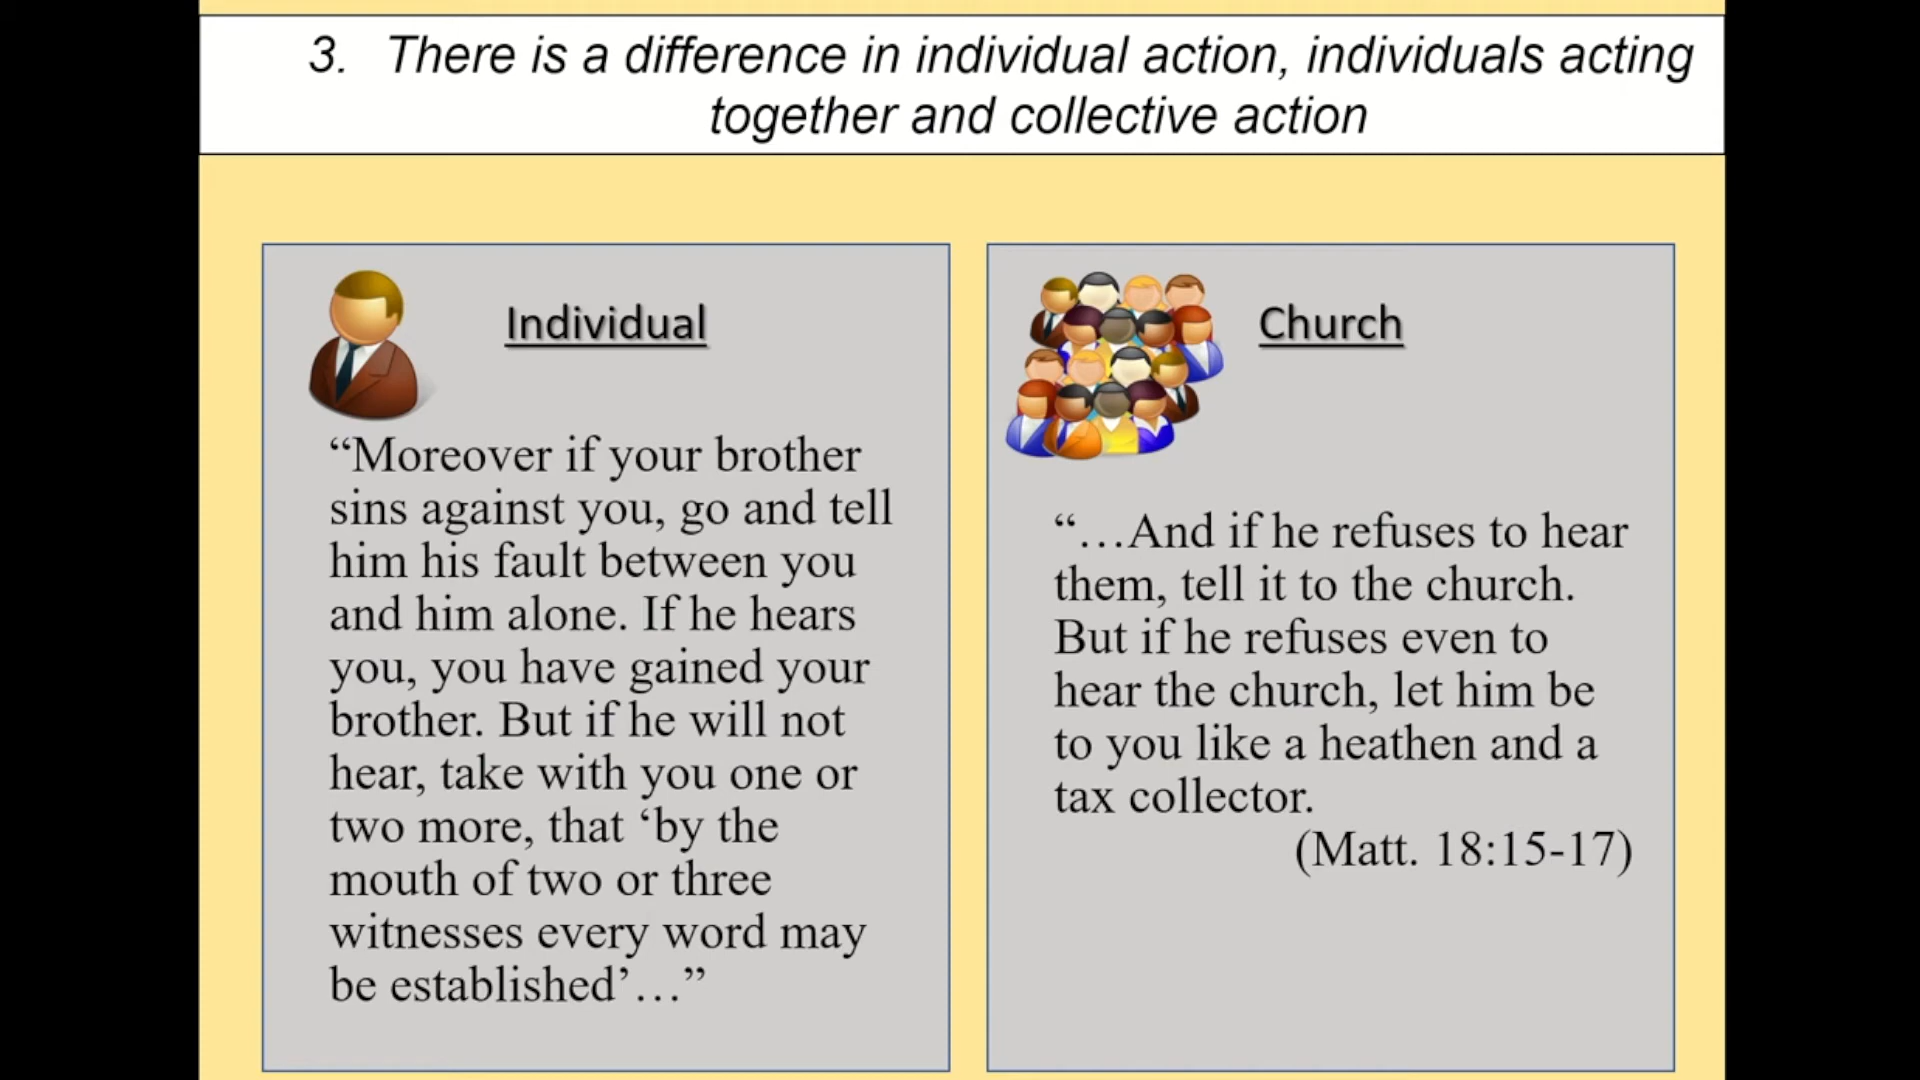 3. There is a difference in individual action, individuals acting
together and collective action
Individual
“Moreover if your brother
sins against you, go and tell
him his fault between you
and him alone. If he hears
you, you have gained your
brother. But if he will not
hear, take with you one or
two more, that ‘by the
mouth of two or three
witnesses every word may
be established’…”
Church
“…And if he refuses to hear
them, tell it to the church.
But if he refuses even to
hear the church, let him be
to you like a heathen and a
tax collector.
(Matt. 18:15-17)